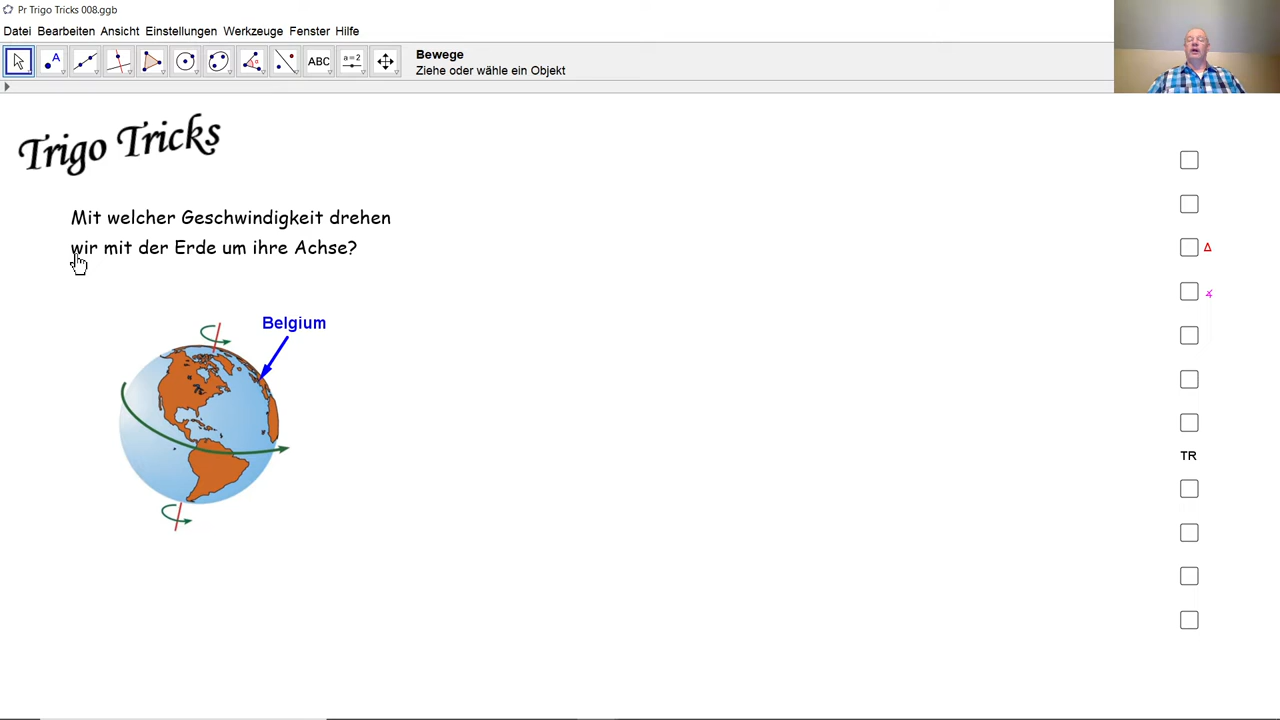 Pr Trigo Tricks 008.ggb
Datei Bearbeiten Ansicht Einstellungen Werkzeuge Fenster Hilfe
A
ABC
a=2
Bewege
Ziehe oder wähle ein Objekt
Trigo Tricks
Mit welcher Geschwindigkeit drehen
wir mit der Erde um ihre Achse?
Belgium
TR